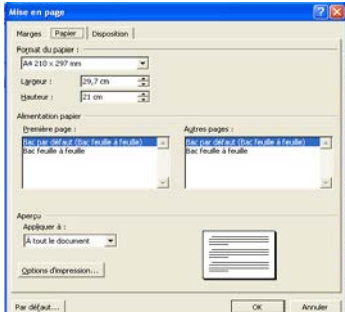 Mise en page
Marges Papier Disposition
Format du papier :
A4 210 x 297 mm
Largeur : 29,7 cm
Hauteur : 21 cm
Alimentation papier
Première page : Autres pages :
Bac par défaut (Bac feuille à feuille) Bac par défaut (Bac feuille à feuille)
Bac feuille à feuille Bac feuille à feuille
Aperçu
Appliquer à :
À tout le document
Options d'impression...
Par défaut... OK Annuler